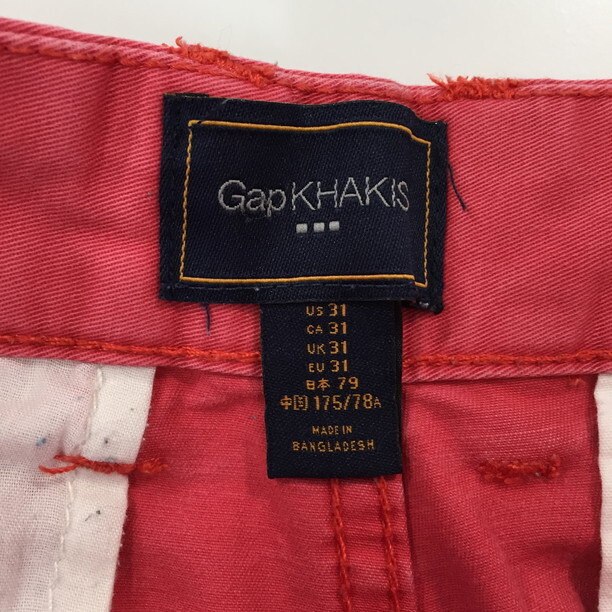 GapKHAKIS
US 31
CA 31
UK 31
EU 31
日本 79
中国 175/78A
MADE IN
BANGLADESH